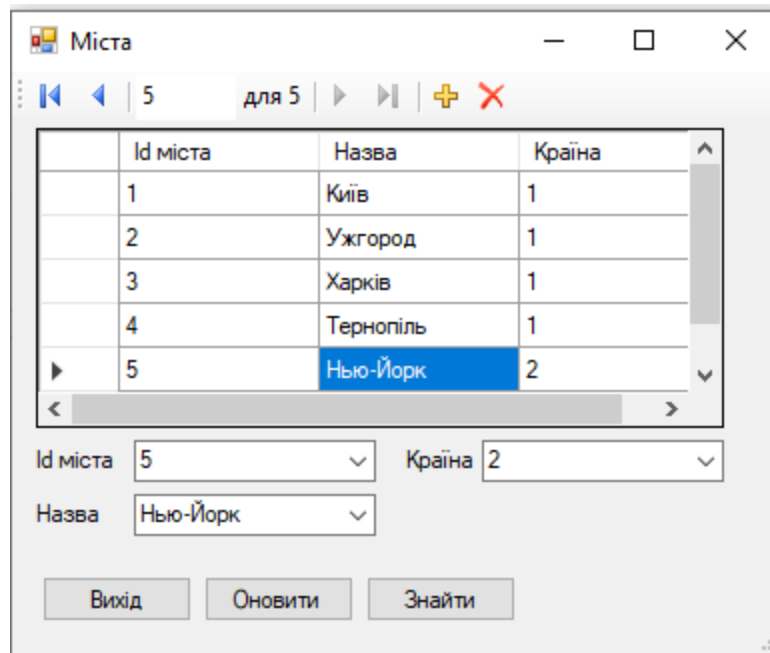 Міста
5 для 5
Id міста Назва Країна
1 Київ 1
2 Ужгород 1
3 Харків 1
4 Тернопіль 1
5 Нью-Йорк 2
Id міста 5 Країна 2
Назва Нью-Йорк
Вихід Оновити Знайти